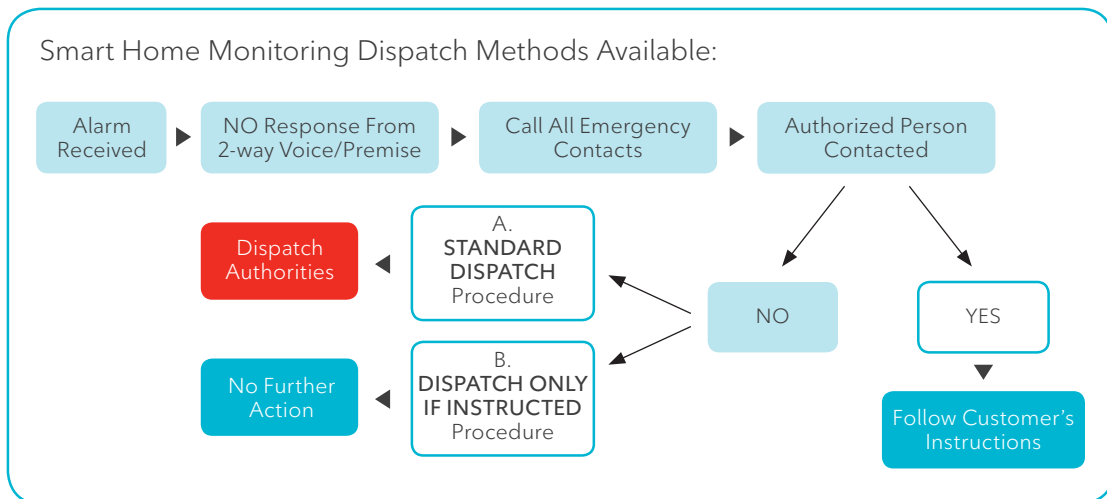 Smart Home Monitoring Dispatch Methods Available:
Alarm
Received
NO Response From
2-way Voice/Premise
Call All Emergency
Contacts
Authorized Person
Contacted
Dispatch
Authorities
A.
STANDARD
DISPATCH
Procedure
NO
YES
No Further
Action
B.
DISPATCH ONLY
IF INSTRUCTED
Procedure
Follow Customer’s
Instructions